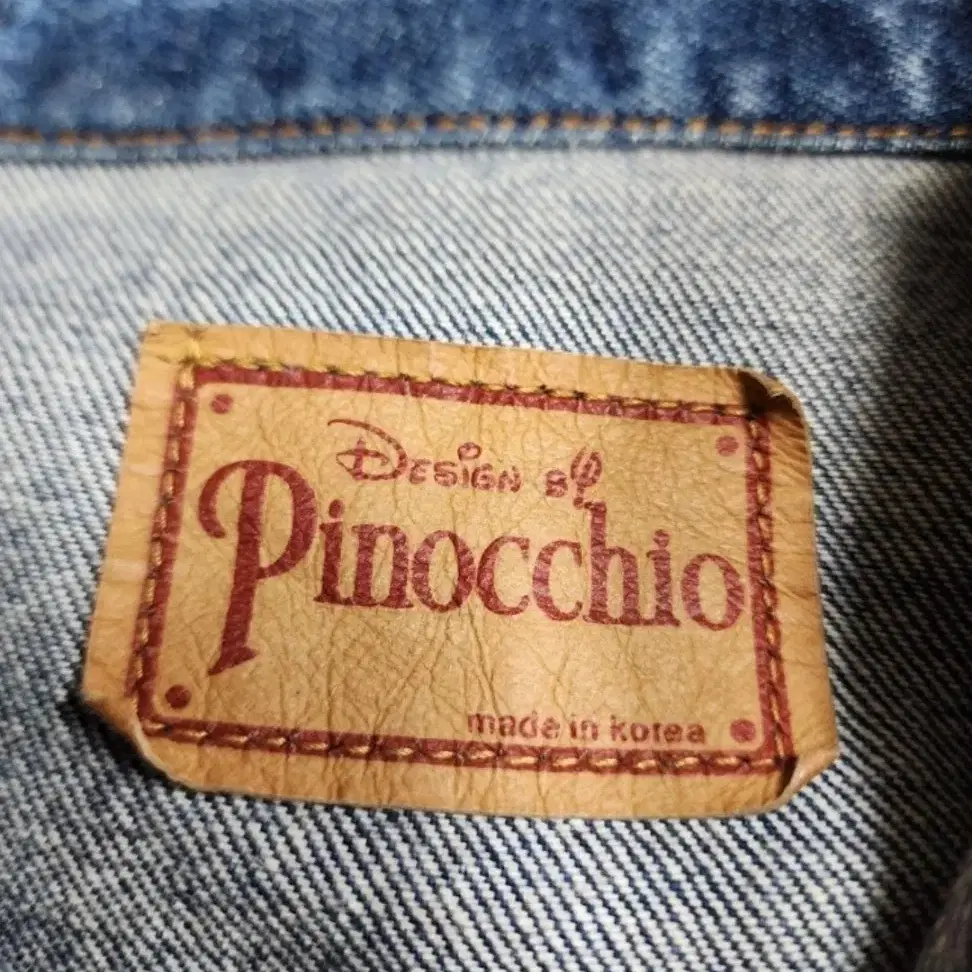 DESIGN BY
Pinocchio
made in korea